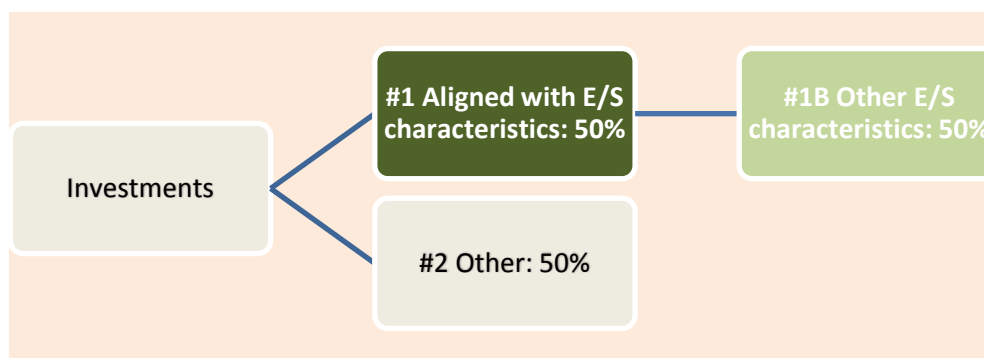 #1 Aligned with E/S
characteristics: 50%
#1B Other E/S
characteristics: 50%
Investments
#2 Other: 50%